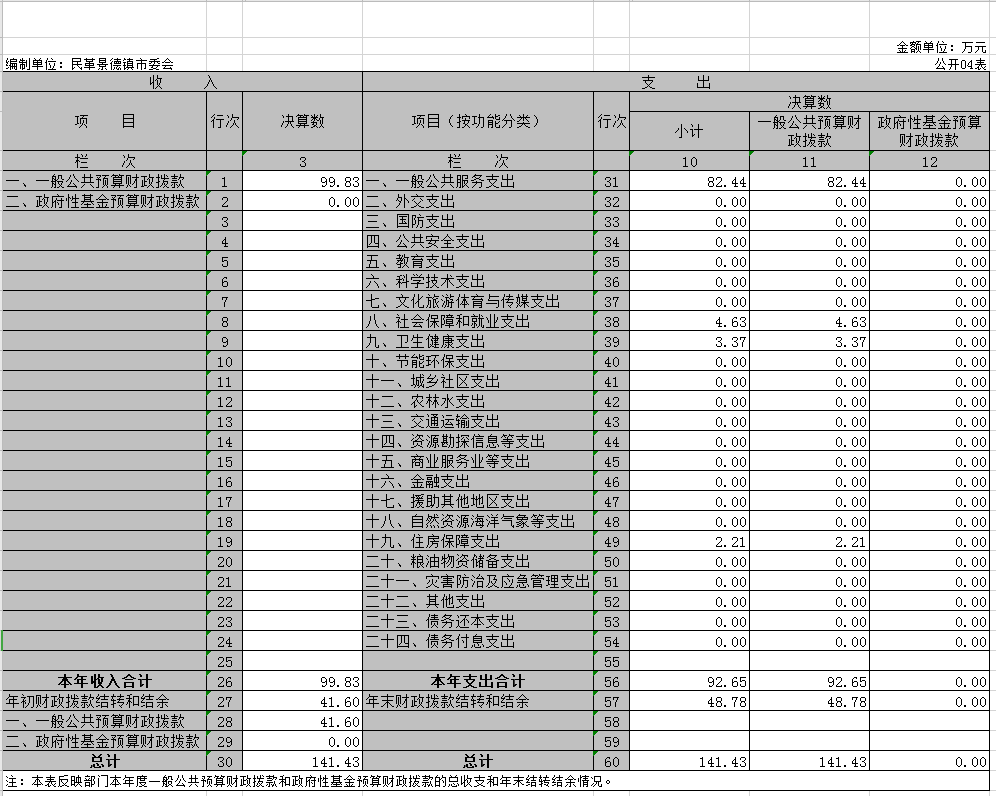 金额单位：万元
编制单位：民革景德镇市委会 公开04表
收 入 支 出
项 目 行次 决算数 项目（按功能分类） 行次 决算数
小计 一般公共预算财政拨款 政府性基金预算财政拨款
栏 次 3 栏 次 10 11 12
一、一般公共预算财政拨款 1 99.83 一、一般公共服务支出 31 82.44 82.44 0.00
二、政府性基金预算财政拨款 2 0.00 二、外交支出 32 0.00 0.00 0.00
3 三、国防支出 33 0.00 0.00 0.00
4 四、公共安全支出 34 0.00 0.00 0.00
5 五、教育支出 35 0.00 0.00 0.00
6 六、科学技术支出 36 0.00 0.00 0.00
7 七、文化旅游体育与传媒支出 37 0.00 0.00 0.00
8 八、社会保障和就业支出 38 4.63 4.63 0.00
9 九、卫生健康支出 39 3.37 3.37 0.00
10 十、节能环保支出 40 0.00 0.00 0.00
11 十一、城乡社区支出 41 0.00 0.00 0.00
12 十二、农林水支出 42 0.00 0.00 0.00
13 十三、交通运输支出 43 0.00 0.00 0.00
14 十四、资源勘探信息等支出 44 0.00 0.00 0.00
15 十五、商业服务业等支出 45 0.00 0.00 0.00
16 十六、金融支出 46 0.00 0.00 0.00
17 十七、援助其他地区支出 47 0.00 0.00 0.00
18 十八、自然资源海洋气象等支出 48 0.00 0.00 0.00
19 十九、住房保障支出 49 2.21 2.21 0.00
20 二十、粮油物资储备支出 50 0.00 0.00 0.00
21 二十一、灾害防治及应急管理支出 51 0.00 0.00 0.00
22 二十二、其他支出 52 0.00 0.00 0.00
23 二十三、债务还本支出 53 0.00 0.00 0.00
24 二十四、债务付息支出 54 0.00 0.00 0.00
25 55
本年收入合计 26 99.83 本年支出合计 56 92.65 92.65 0.00
年初财政拨款结转和结余 27 41.60 年末财政拨款结转和结余 57 48.78 48.78 0.00
一、一般公共预算财政拨款 28 41.60 58
二、政府性基金预算财政拨款 29 0.00 59
总计 30 141.43 总计 60 141.43 141.43 0.00
注：本表反映部门本年度一般公共预算财政拨款和政府性基金预算财政拨款的总收支和年末结转结余情况。